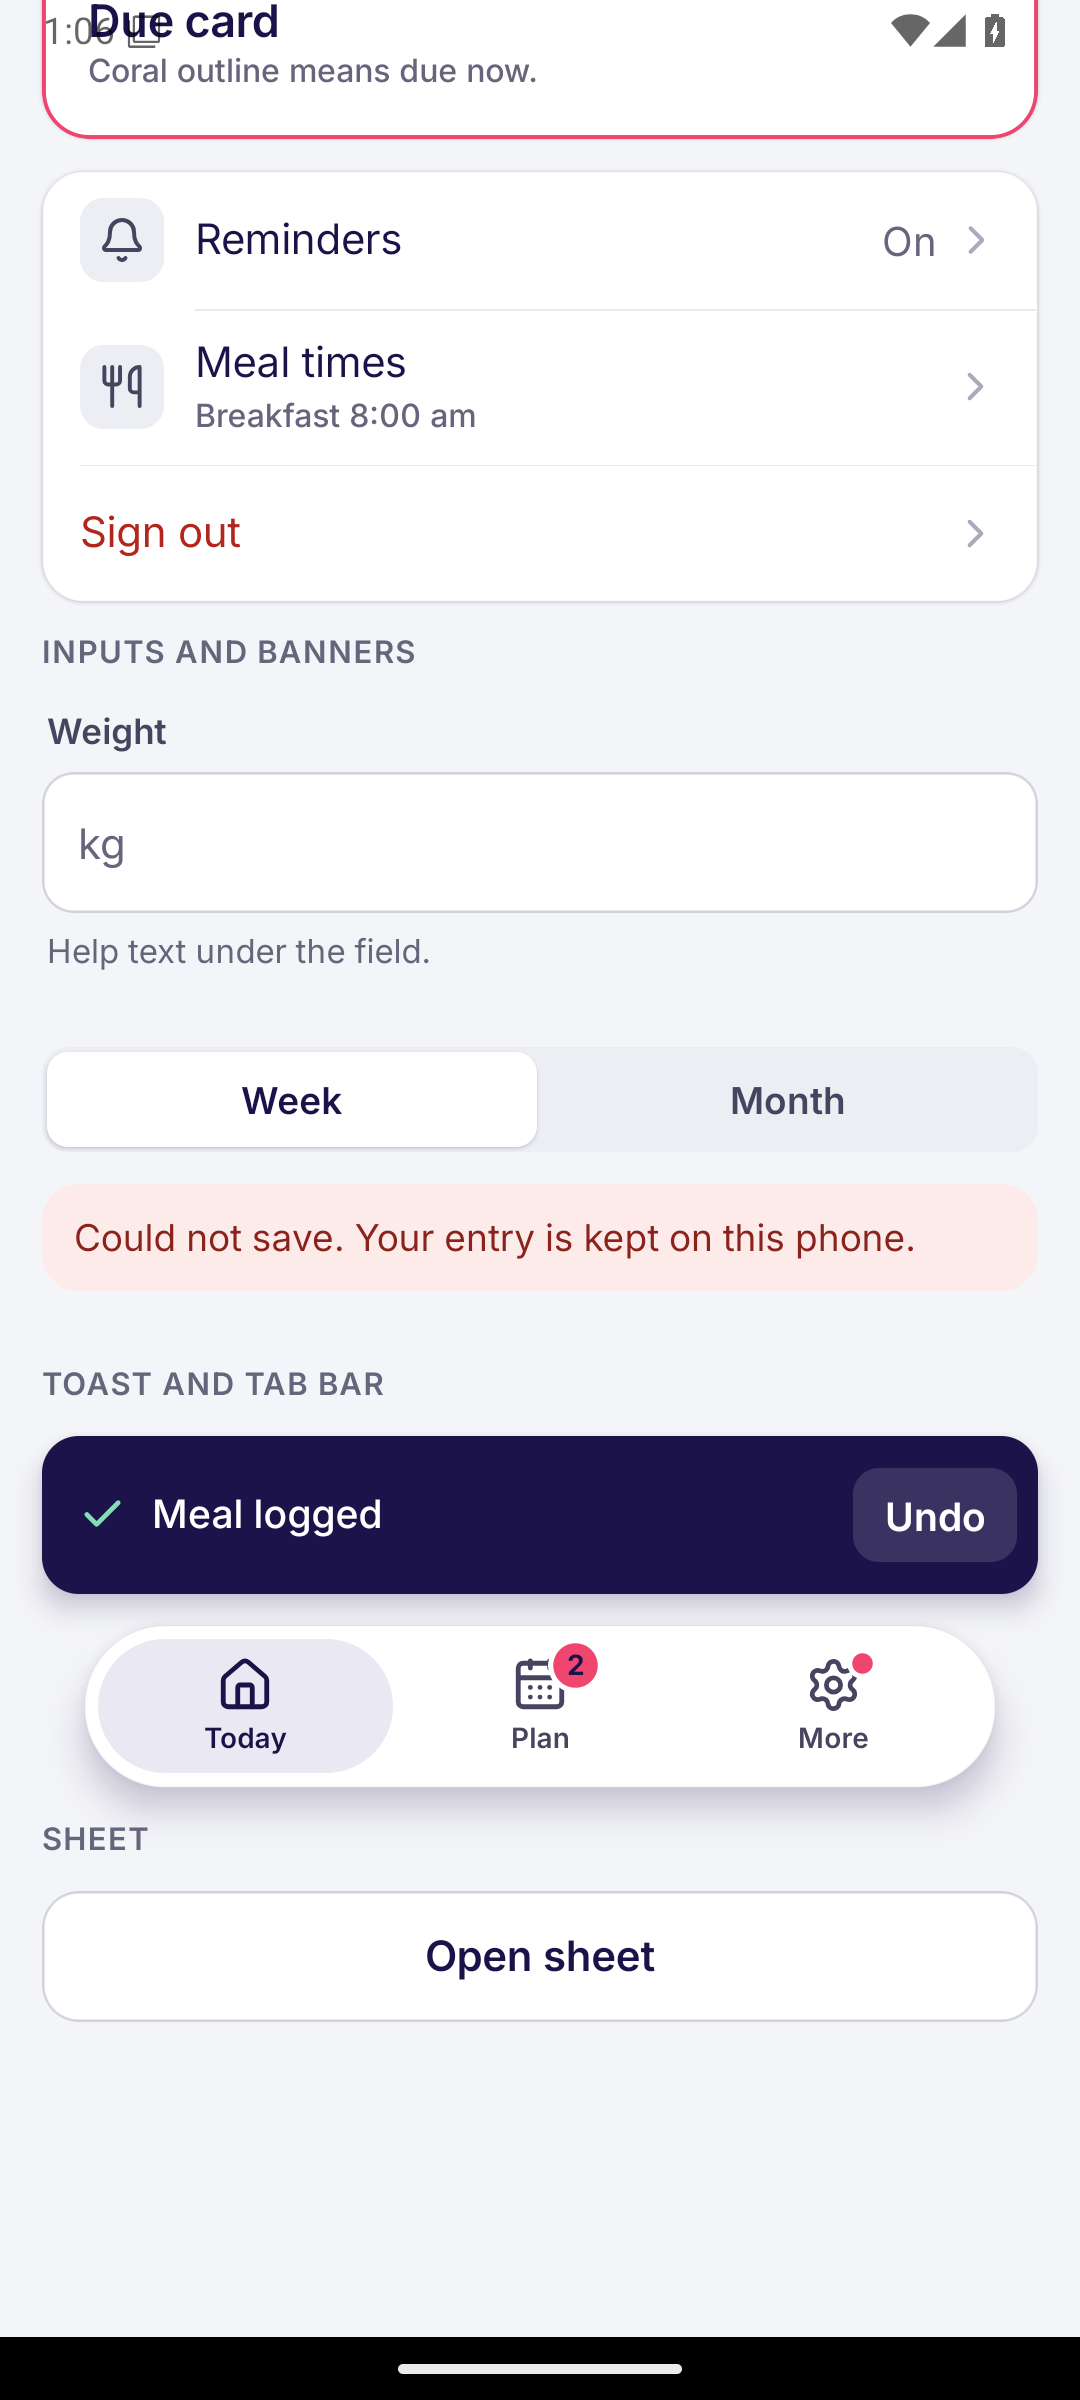 1:06
Due card
Coral outline means due now.
Reminders
On
Meal times
Breakfast 8:00 am
Sign out
INPUTS AND BANNERS
Weight
kg
Help text under the field.
Week
Month
Could not save. Your entry is kept on this phone.
TOAST AND TAB BAR
Meal logged
Undo
2
Today
Plan
More
SHEET
Open sheet